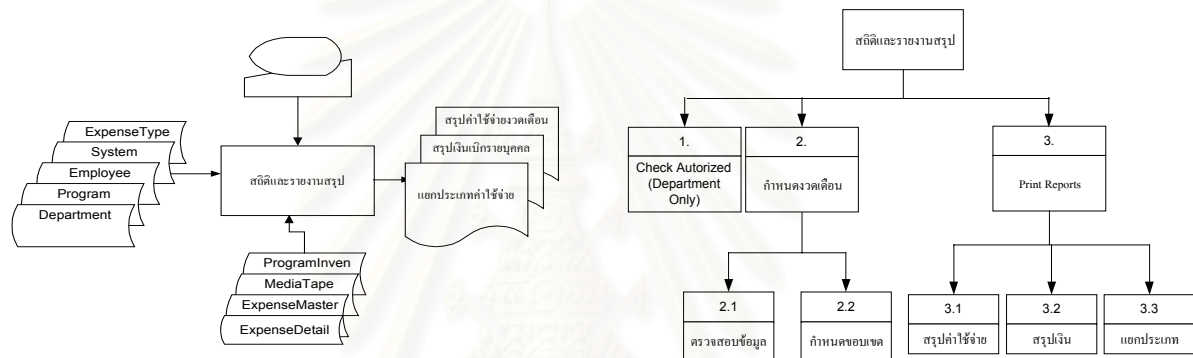 ExpenseType
System
Employee
Program
Department
สถิติและรายงานสรุป
สรุปค่าใช้จ่ายงวดเดือน
สรุปเงินเบิกรายบุคคล
แยกประเภทค่าใช้จ่าย
ProgramInven
MediaTape
ExpenseMaster
ExpenseDetail
สถิติและรายงานสรุป
1.
Check Autorized
(Department
Only)
2.
กำหนดงวดเดือน
3.
Print Reports
2.1
ตรวจสอบข้อมูล
2.2
กำหนดขอบเขต
3.1
สรุปค่าใช้จ่าย
3.2
สรุปเงิน
3.3
แยกประเภท